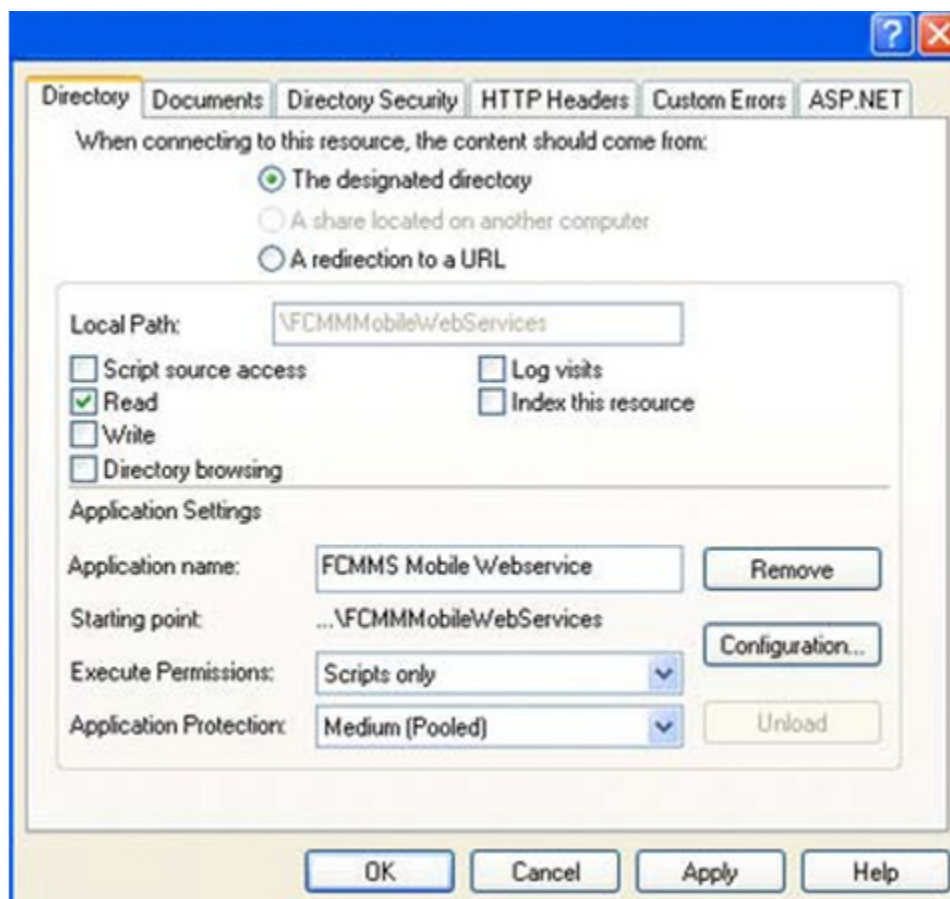 ?
Directory Documents Directory Security HTTP Headers Custom Errors ASP.NET
When connecting to this resource, the content should come from:
The designated directory
A share located on another computer
A redirection to a URL
Local Path: \FCMMMobileWebServices
Script source access Log visits
Read Index this resource
Write
Directory browsing
Application Settings
Application name: FCMMS Mobile Webservice Remove
Starting point: ...\FCMMMobileWebServices
Configuration...
Execute Permissions: Scripts only
Application Protection: Medium (Pooled) Unload
OK Cancel Apply Help